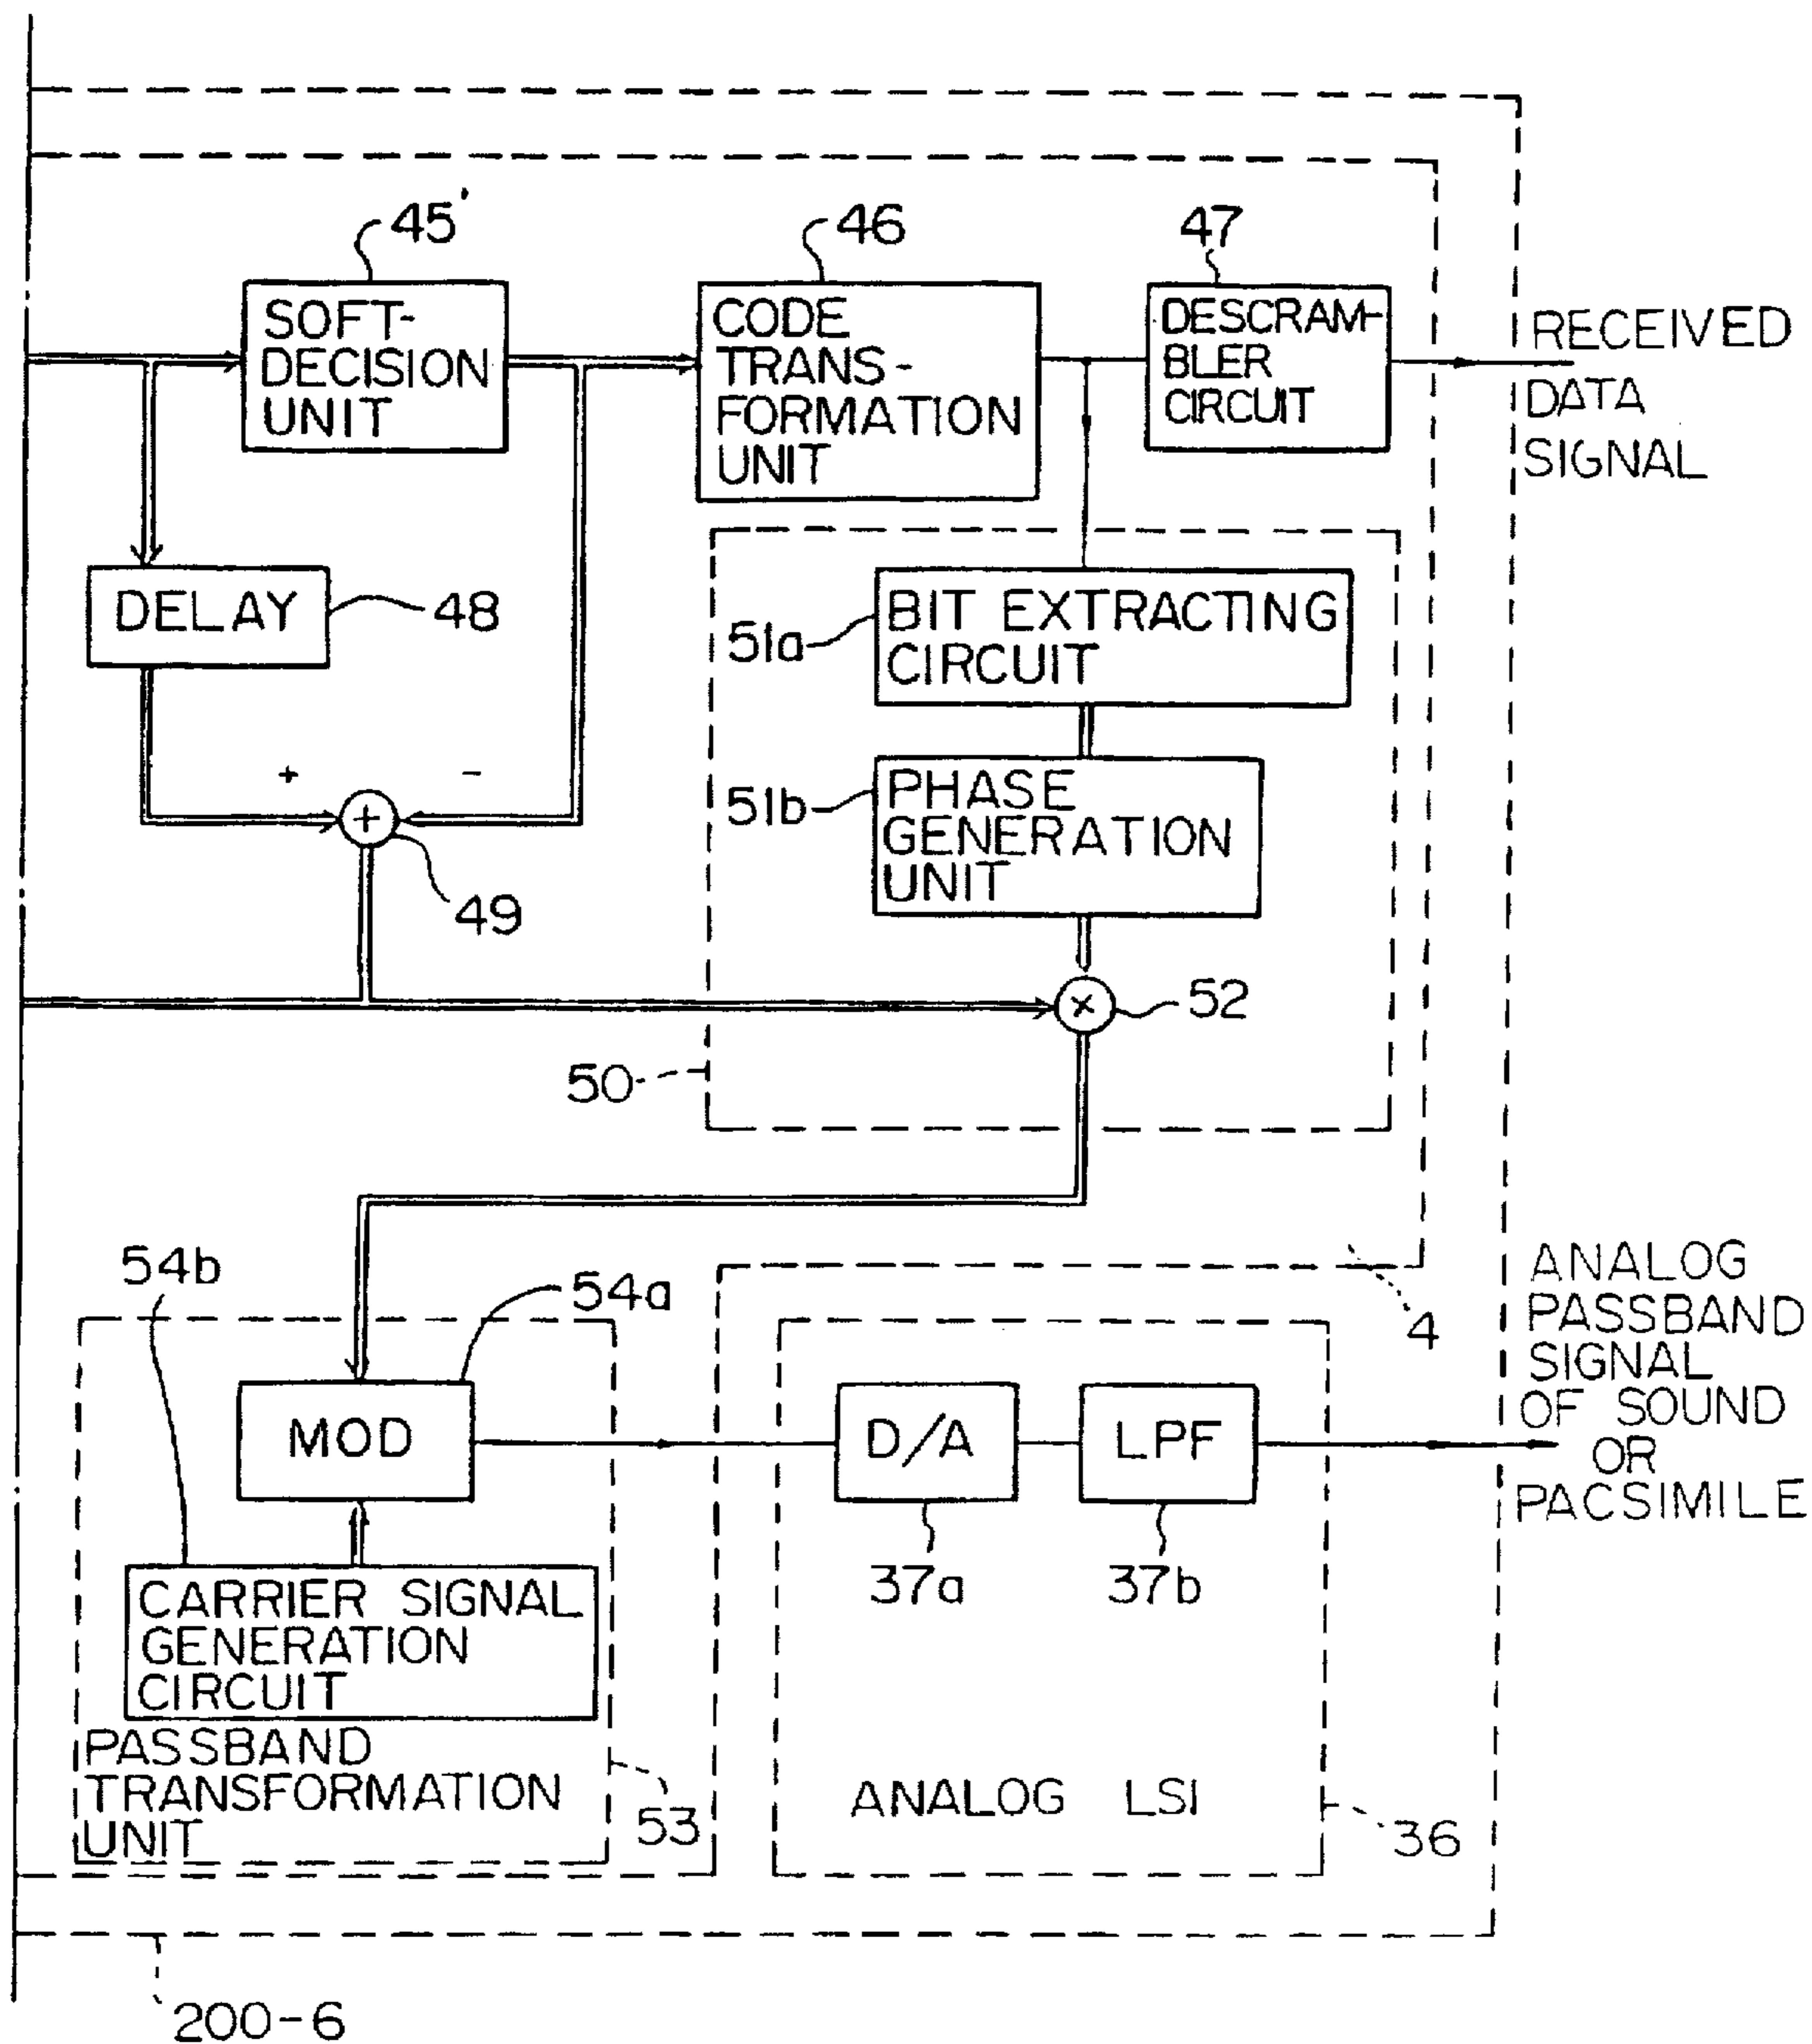 45'
46
47
SOFT-
DECISION
UNIT
CODE
TRANS-
FORMATION
UNIT
DESCRAM-
BLER
CIRCUIT
RECEIVED
DATA
SIGNAL
DELAY
48
51a
BIT EXTRACTING
CIRCUIT
+
-
+
49
51b
PHASE
GENERATION
UNIT
×
52
50
54b
54a
4
ANALOG
PASSBAND
SIGNAL
OF SOUND
OR
PACSIMILE
MOD
D/A
LPF
37a
37b
CARRIER SIGNAL
GENERATION
CIRCUIT
PASSBAND
TRANSFORMATION
UNIT
53
ANALOG LSI
36
200-6